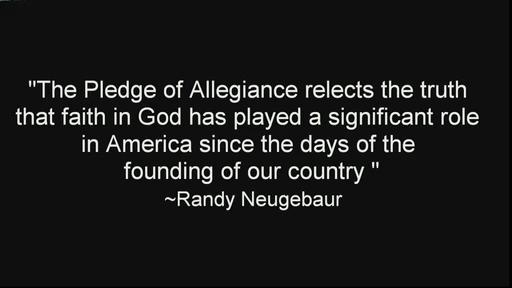 "The Pledge of Allegiance relects the truth
that faith in God has played a significant role
in America since the days of the
founding of our country "
~Randy Neugebaur